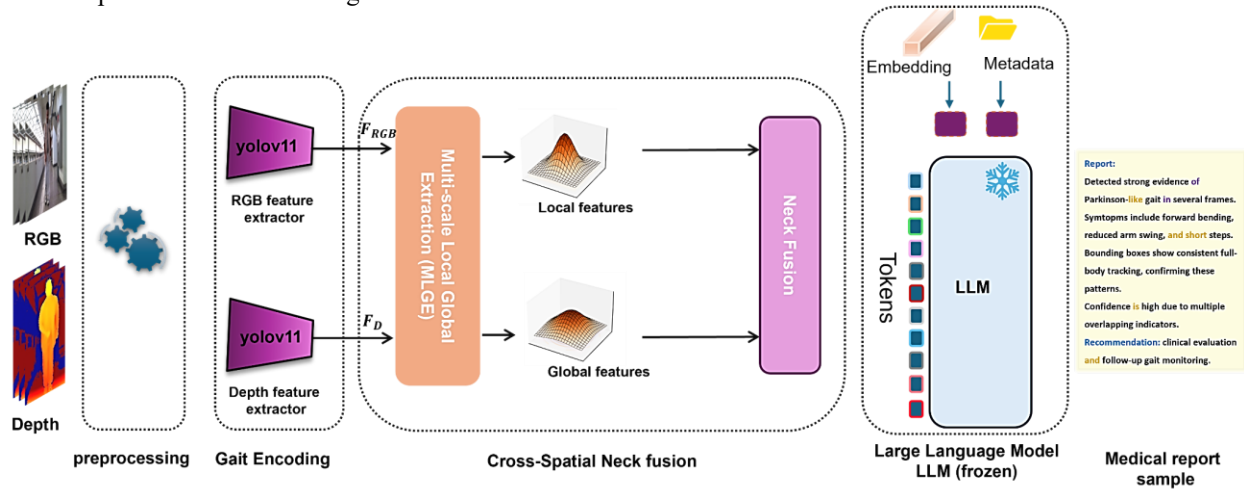 RGB
Depth
preprocessing
yolov11
RGB feature
extractor
yolov11
Depth feature
extractor
Gait Encoding
F_RGB
F_D
Multi-scale Local Global
Extraction (MLGE)
Local features
Global features
Neck Fusion
Cross-Spatial Neck fusion
Embedding
Metadata
Tokens
LLM
Large Language Model
LLM (frozen)
Report:
Detected strong evidence of
Parkinson-like gait in several frames.
Symtopms include forward bending,
reduced arm swing, and short steps.
Bounding boxes show consistent full-
body tracking, confirming these
patterns.
Confidence is high due to multiple
overlapping indicators.
Recommendation: clinical evaluation
and follow-up gait monitoring.
Medical report
sample